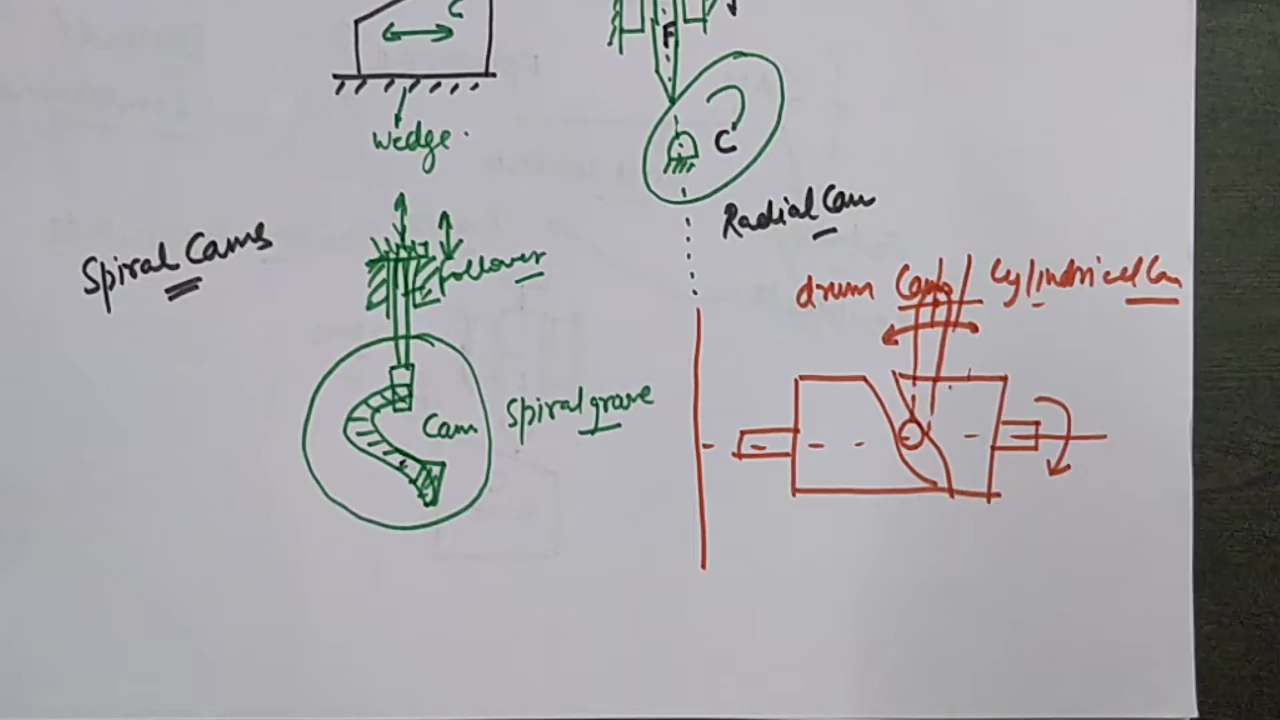 C
F
wedge.
C
Radial Cam
Spiral Cams
follower
drum Cam / Cylindrical Cam
Cam
Spiral grove